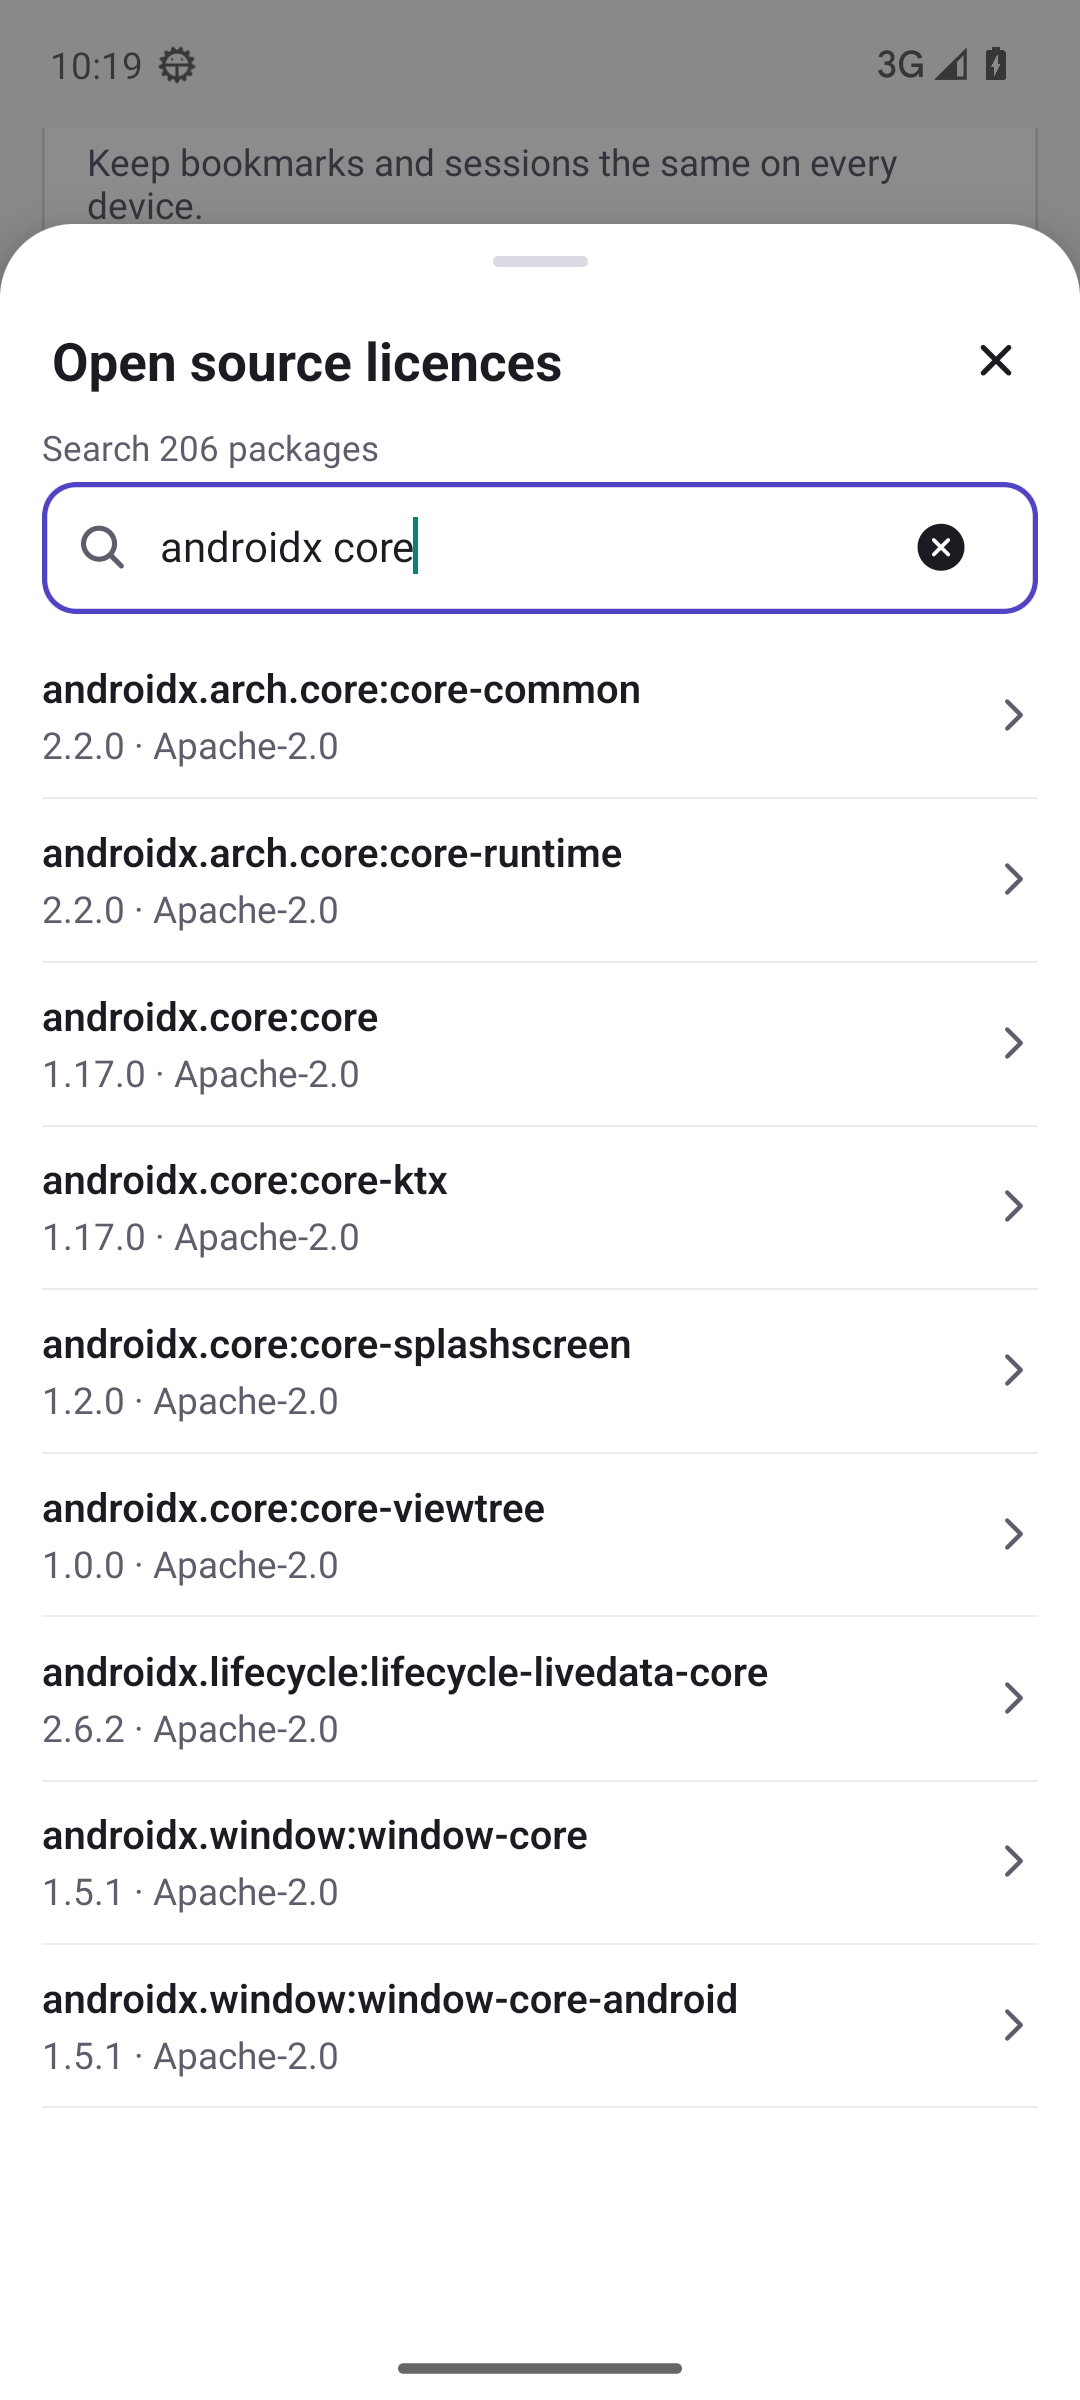 10:19
3G
Keep bookmarks and sessions the same on every
device.
Open source licences
Search 206 packages
androidx core
androidx.arch.core:core-common
2.2.0 · Apache-2.0
androidx.arch.core:core-runtime
2.2.0 · Apache-2.0
androidx.core:core
1.17.0 · Apache-2.0
androidx.core:core-ktx
1.17.0 · Apache-2.0
androidx.core:core-splashscreen
1.2.0 · Apache-2.0
androidx.core:core-viewtree
1.0.0 · Apache-2.0
androidx.lifecycle:lifecycle-livedata-core
2.6.2 · Apache-2.0
androidx.window:window-core
1.5.1 · Apache-2.0
androidx.window:window-core-android
1.5.1 · Apache-2.0